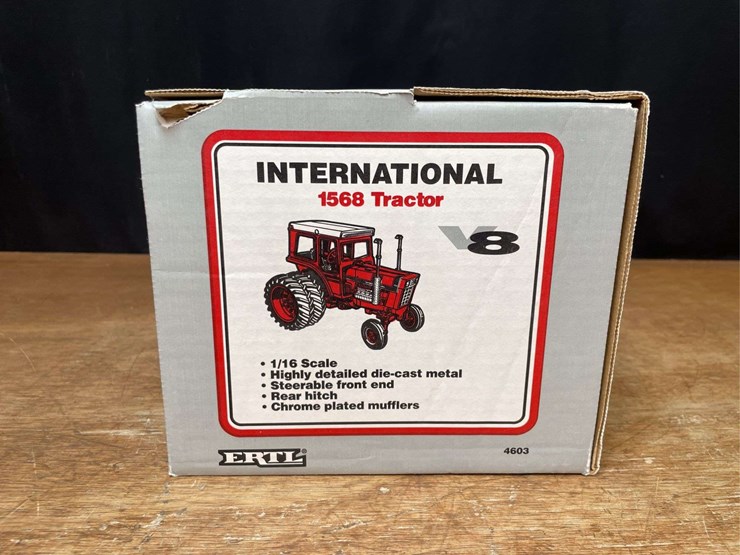 INTERNATIONAL
1568 Tractor
V8
• 1/16 Scale
• Highly detailed die-cast metal
• Steerable front end
• Rear hitch
• Chrome plated mufflers
ERTL®
4603